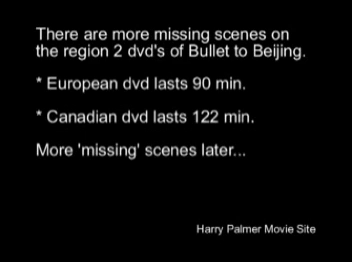 There are more missing scenes on
the region 2 dvd's of Bullet to Beijing.
* European dvd lasts 90 min.
* Canadian dvd lasts 122 min.
More 'missing' scenes later...
Harry Palmer Movie Site